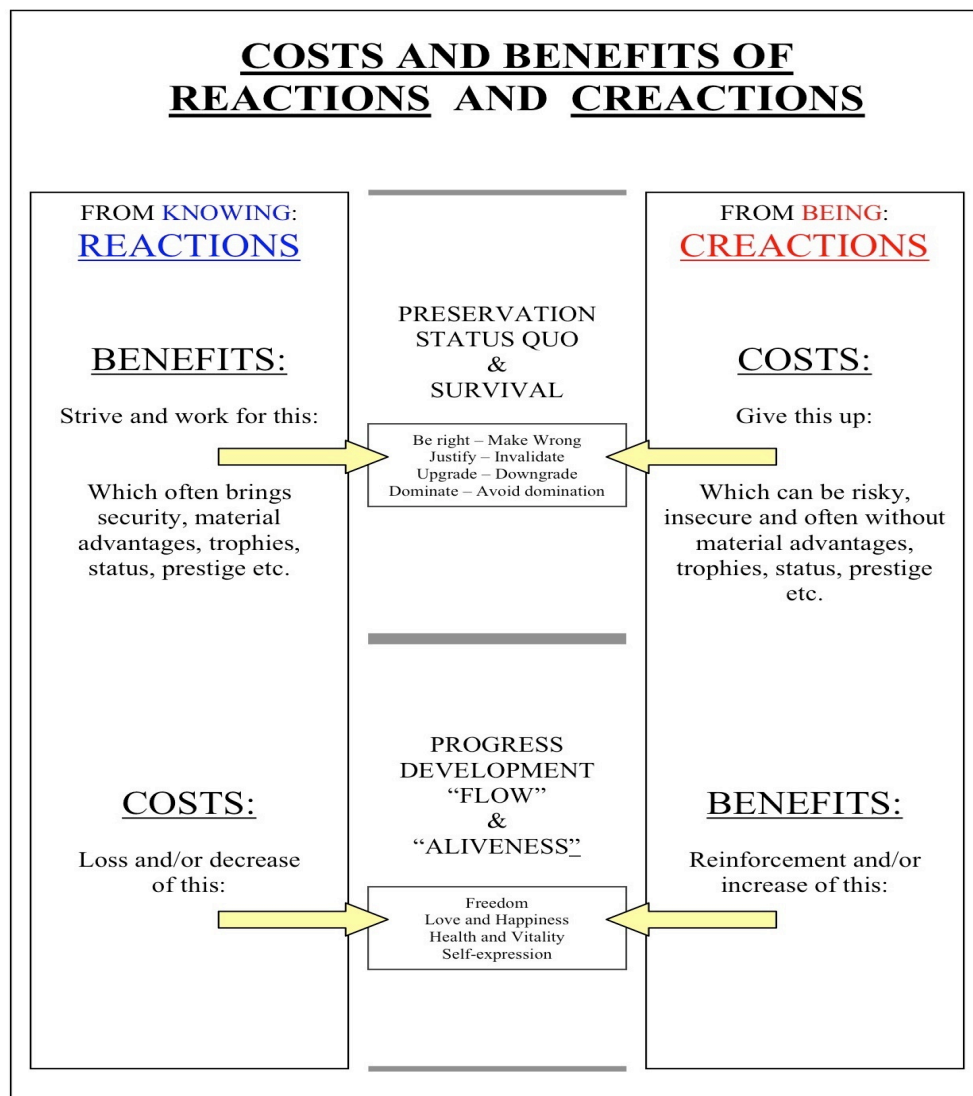 COSTS AND BENEFITS OF
REACTIONS AND CREACTIONS
FROM KNOWING:
REACTIONS
BENEFITS:
Strive and work for this:
Which often brings
security, material
advantages, trophies,
status, prestige etc.
COSTS:
Loss and/or decrease
of this:
PRESERVATION
STATUS QUO
&
SURVIVAL
Be right – Make Wrong
Justify – Invalidate
Upgrade – Downgrade
Dominate – Avoid domination
PROGRESS
DEVELOPMENT
“FLOW”
&
“ALIVENESS”
Freedom
Love and Happiness
Health and Vitality
Self-expression
FROM BEING:
CREACTIONS
COSTS:
Give this up:
Which can be risky,
insecure and often without
material advantages,
trophies, status, prestige
etc.
BENEFITS:
Reinforcement and/or
increase of this: